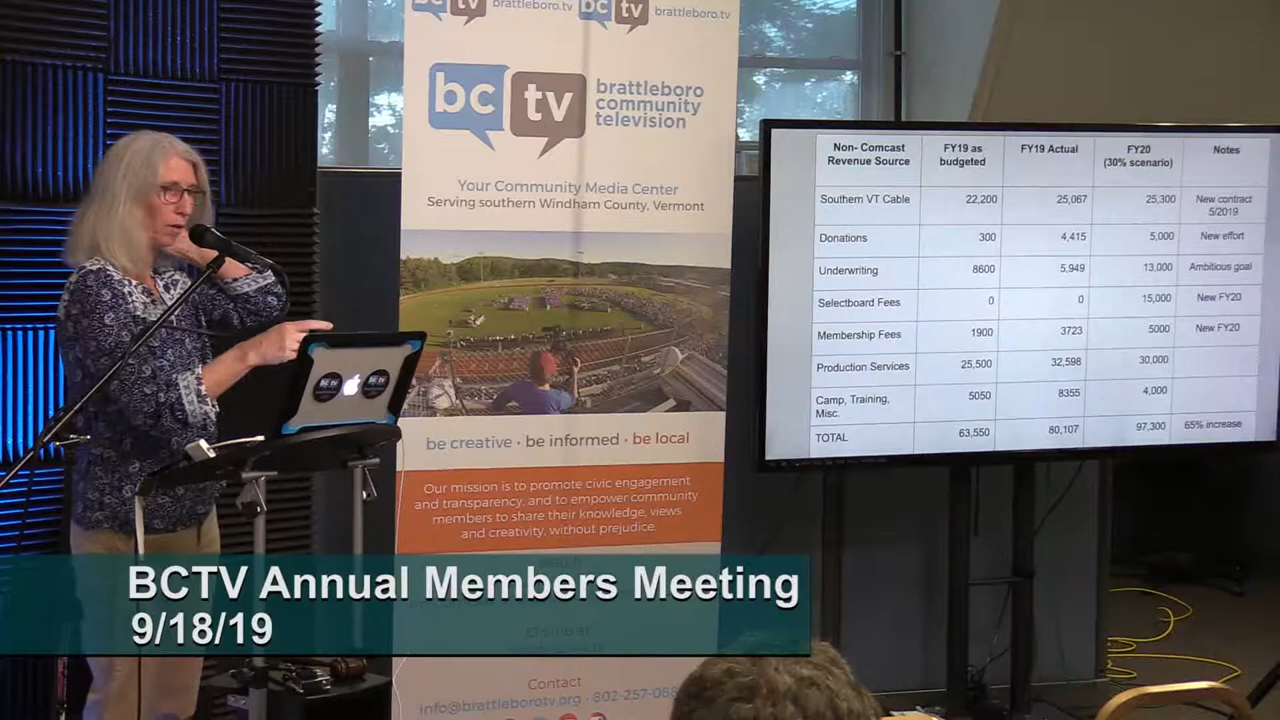 brattleboro.tv
bc tv
brattleboro.tv
bc tv
brattleboro
community
television
Your Community Media Center
Serving southern Windham County, Vermont
be creative · be informed · be local
Our mission is to promote civic engagement
and transparency, and to empower community
members to share their knowledge, views
and creativity, without prejudice.
Contact
info@brattleborotv.org - 802-257-088
bc tv
Non- Comcast Revenue Source FY19 as budgeted FY19 Actual FY20 (30% scenario) Notes
Southern VT Cable 22,200 25,067 25,300 New contract 5/2019
Donations 300 4,415 5,000 New effort
Underwriting 8600 5,949 13,000 Ambitious goal
Selectboard Fees 0 0 15,000 New FY20
Membership Fees 1900 3723 5000 New FY20
Production Services 25,500 32,598 30,000
Camp, Training, Misc. 5050 8355 4,000
TOTAL 63,550 80,107 97,300 65% increase
BCTV Annual Members Meeting
9/18/19